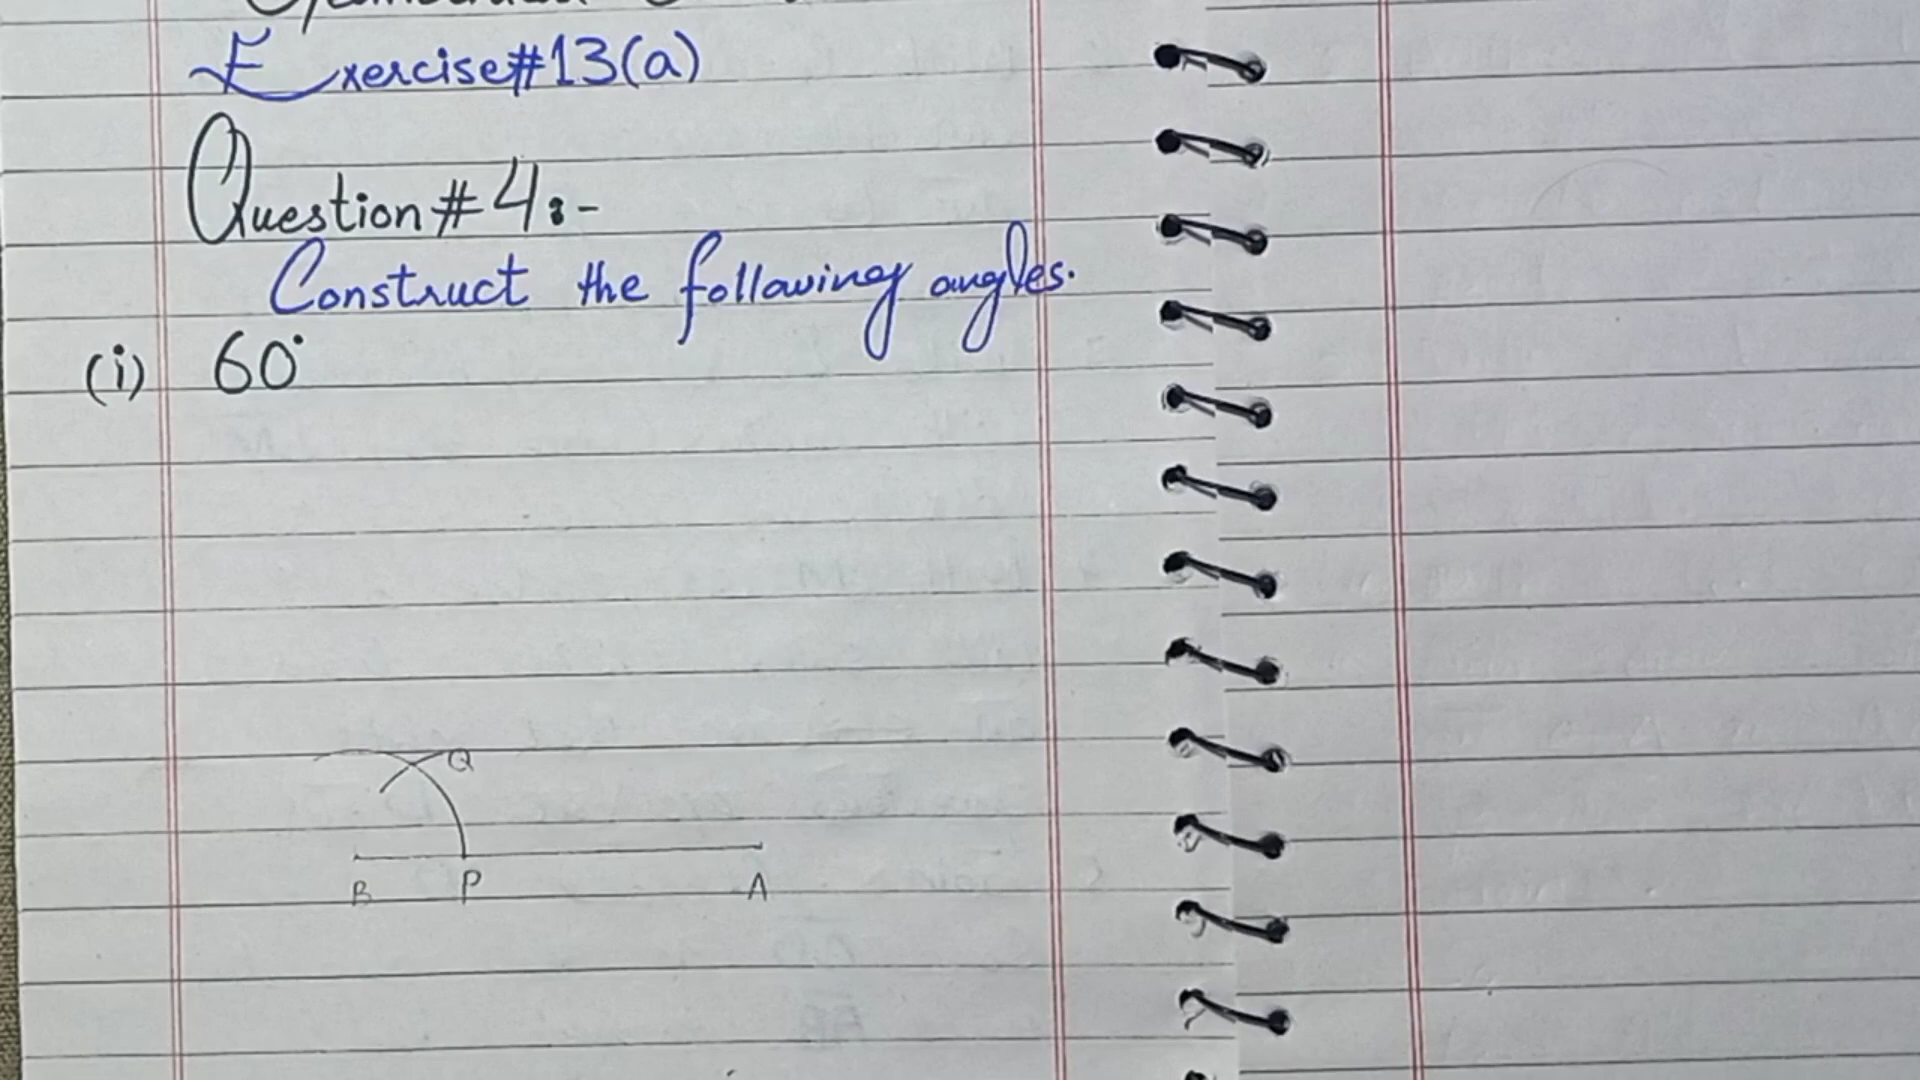 Exercise#13(a)
Question #4:-
Construct the following angles.
(i) 60°
Q
B P A